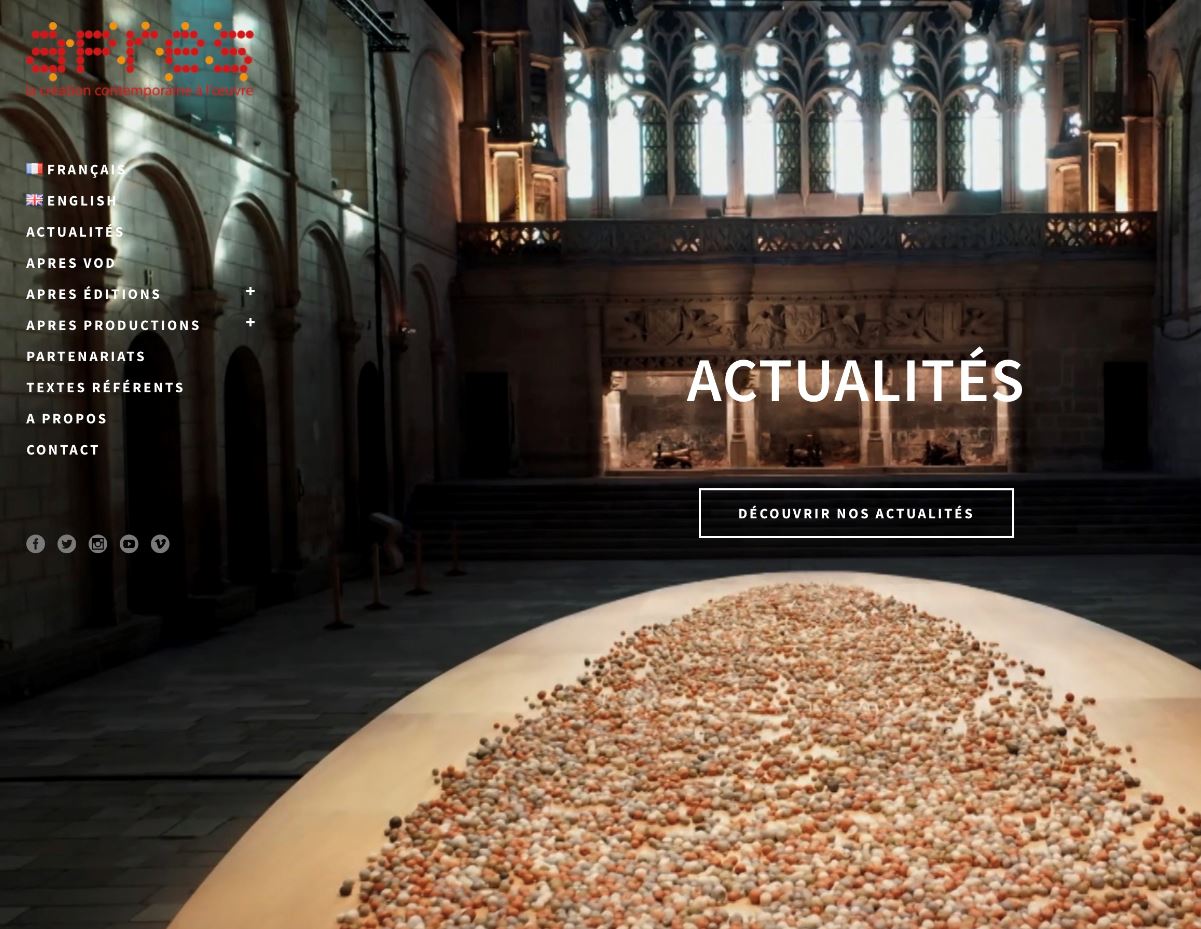 apres
la création contemporaine à l'œuvre
FRANÇAIS
ENGLISH
ACTUALITÉS
APRES VOD
APRES ÉDITIONS +
APRES PRODUCTIONS +
PARTENARIATS
TEXTES RÉFÉRENTS
A PROPOS
CONTACT
ACTUALITÉS
DÉCOUVRIR NOS ACTUALITÉS